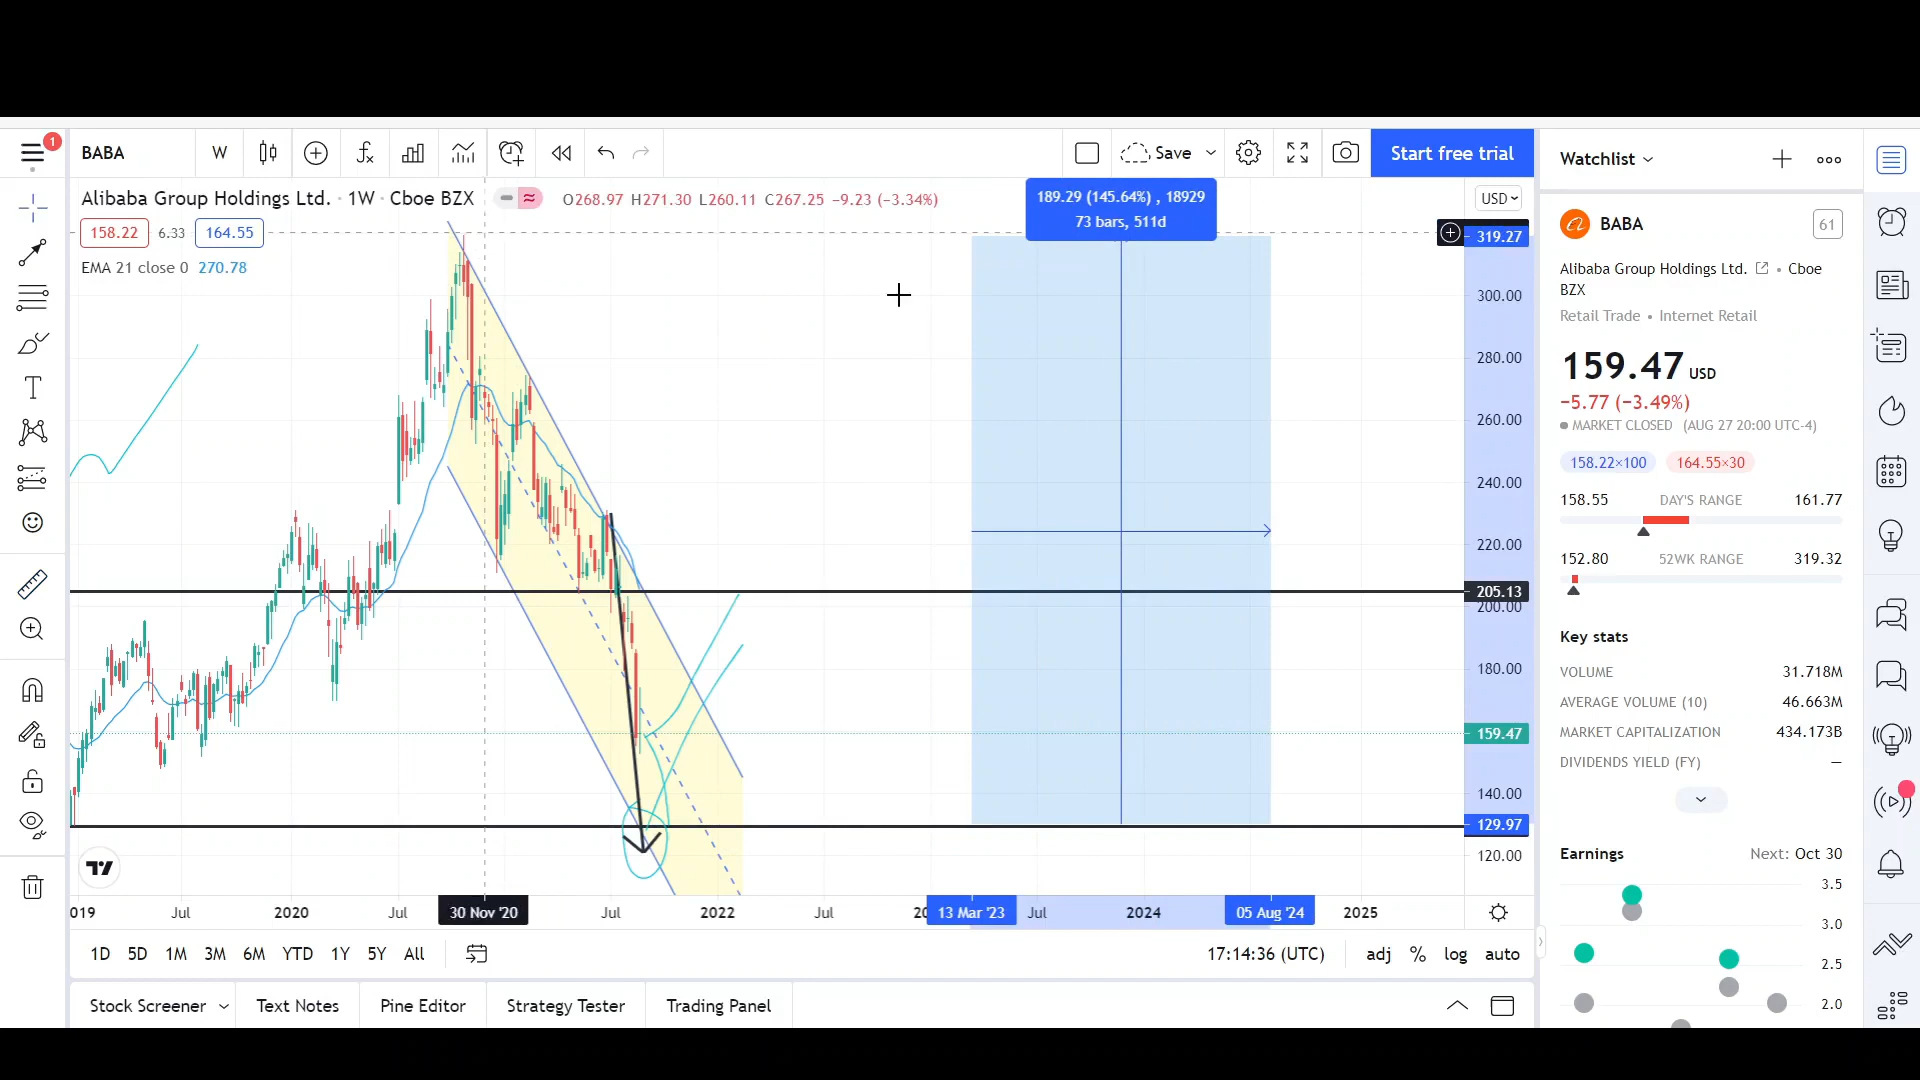 1
BABA
W
Save
Start free trial
Watchlist
Alibaba Group Holdings Ltd. · 1W · Cboe BZX
O268.97 H271.30 L260.11 C267.25 −9.23 (−3.34%)
158.22 6.33 164.55
EMA 21 close 0 270.78
189.29 (145.64%) , 18929
73 bars, 511d
USD
319.27
300.00
280.00
260.00
240.00
220.00
205.13
200.00
180.00
159.47
140.00
129.97
120.00
019 Jul 2020 Jul 30 Nov '20 Jul 2022 Jul 13 Mar '23 Jul 2024 05 Aug '24 2025
1D 5D 1M 3M 6M YTD 1Y 5Y All
17:14:36 (UTC) adj % log auto
Stock Screener Text Notes Pine Editor Strategy Tester Trading Panel
BABA
61
Alibaba Group Holdings Ltd. • Cboe
BZX
Retail Trade • Internet Retail
159.47 USD
−5.77 (−3.49%)
MARKET CLOSED (AUG 27 20:00 UTC-4)
158.22×100 164.55×30
158.55 DAY'S RANGE 161.77
152.80 52WK RANGE 319.32
Key stats
VOLUME 31.718M
AVERAGE VOLUME (10) 46.663M
MARKET CAPITALIZATION 434.173B
DIVIDENDS YIELD (FY) —
Earnings Next: Oct 30
3.5
3.0
2.5
2.0